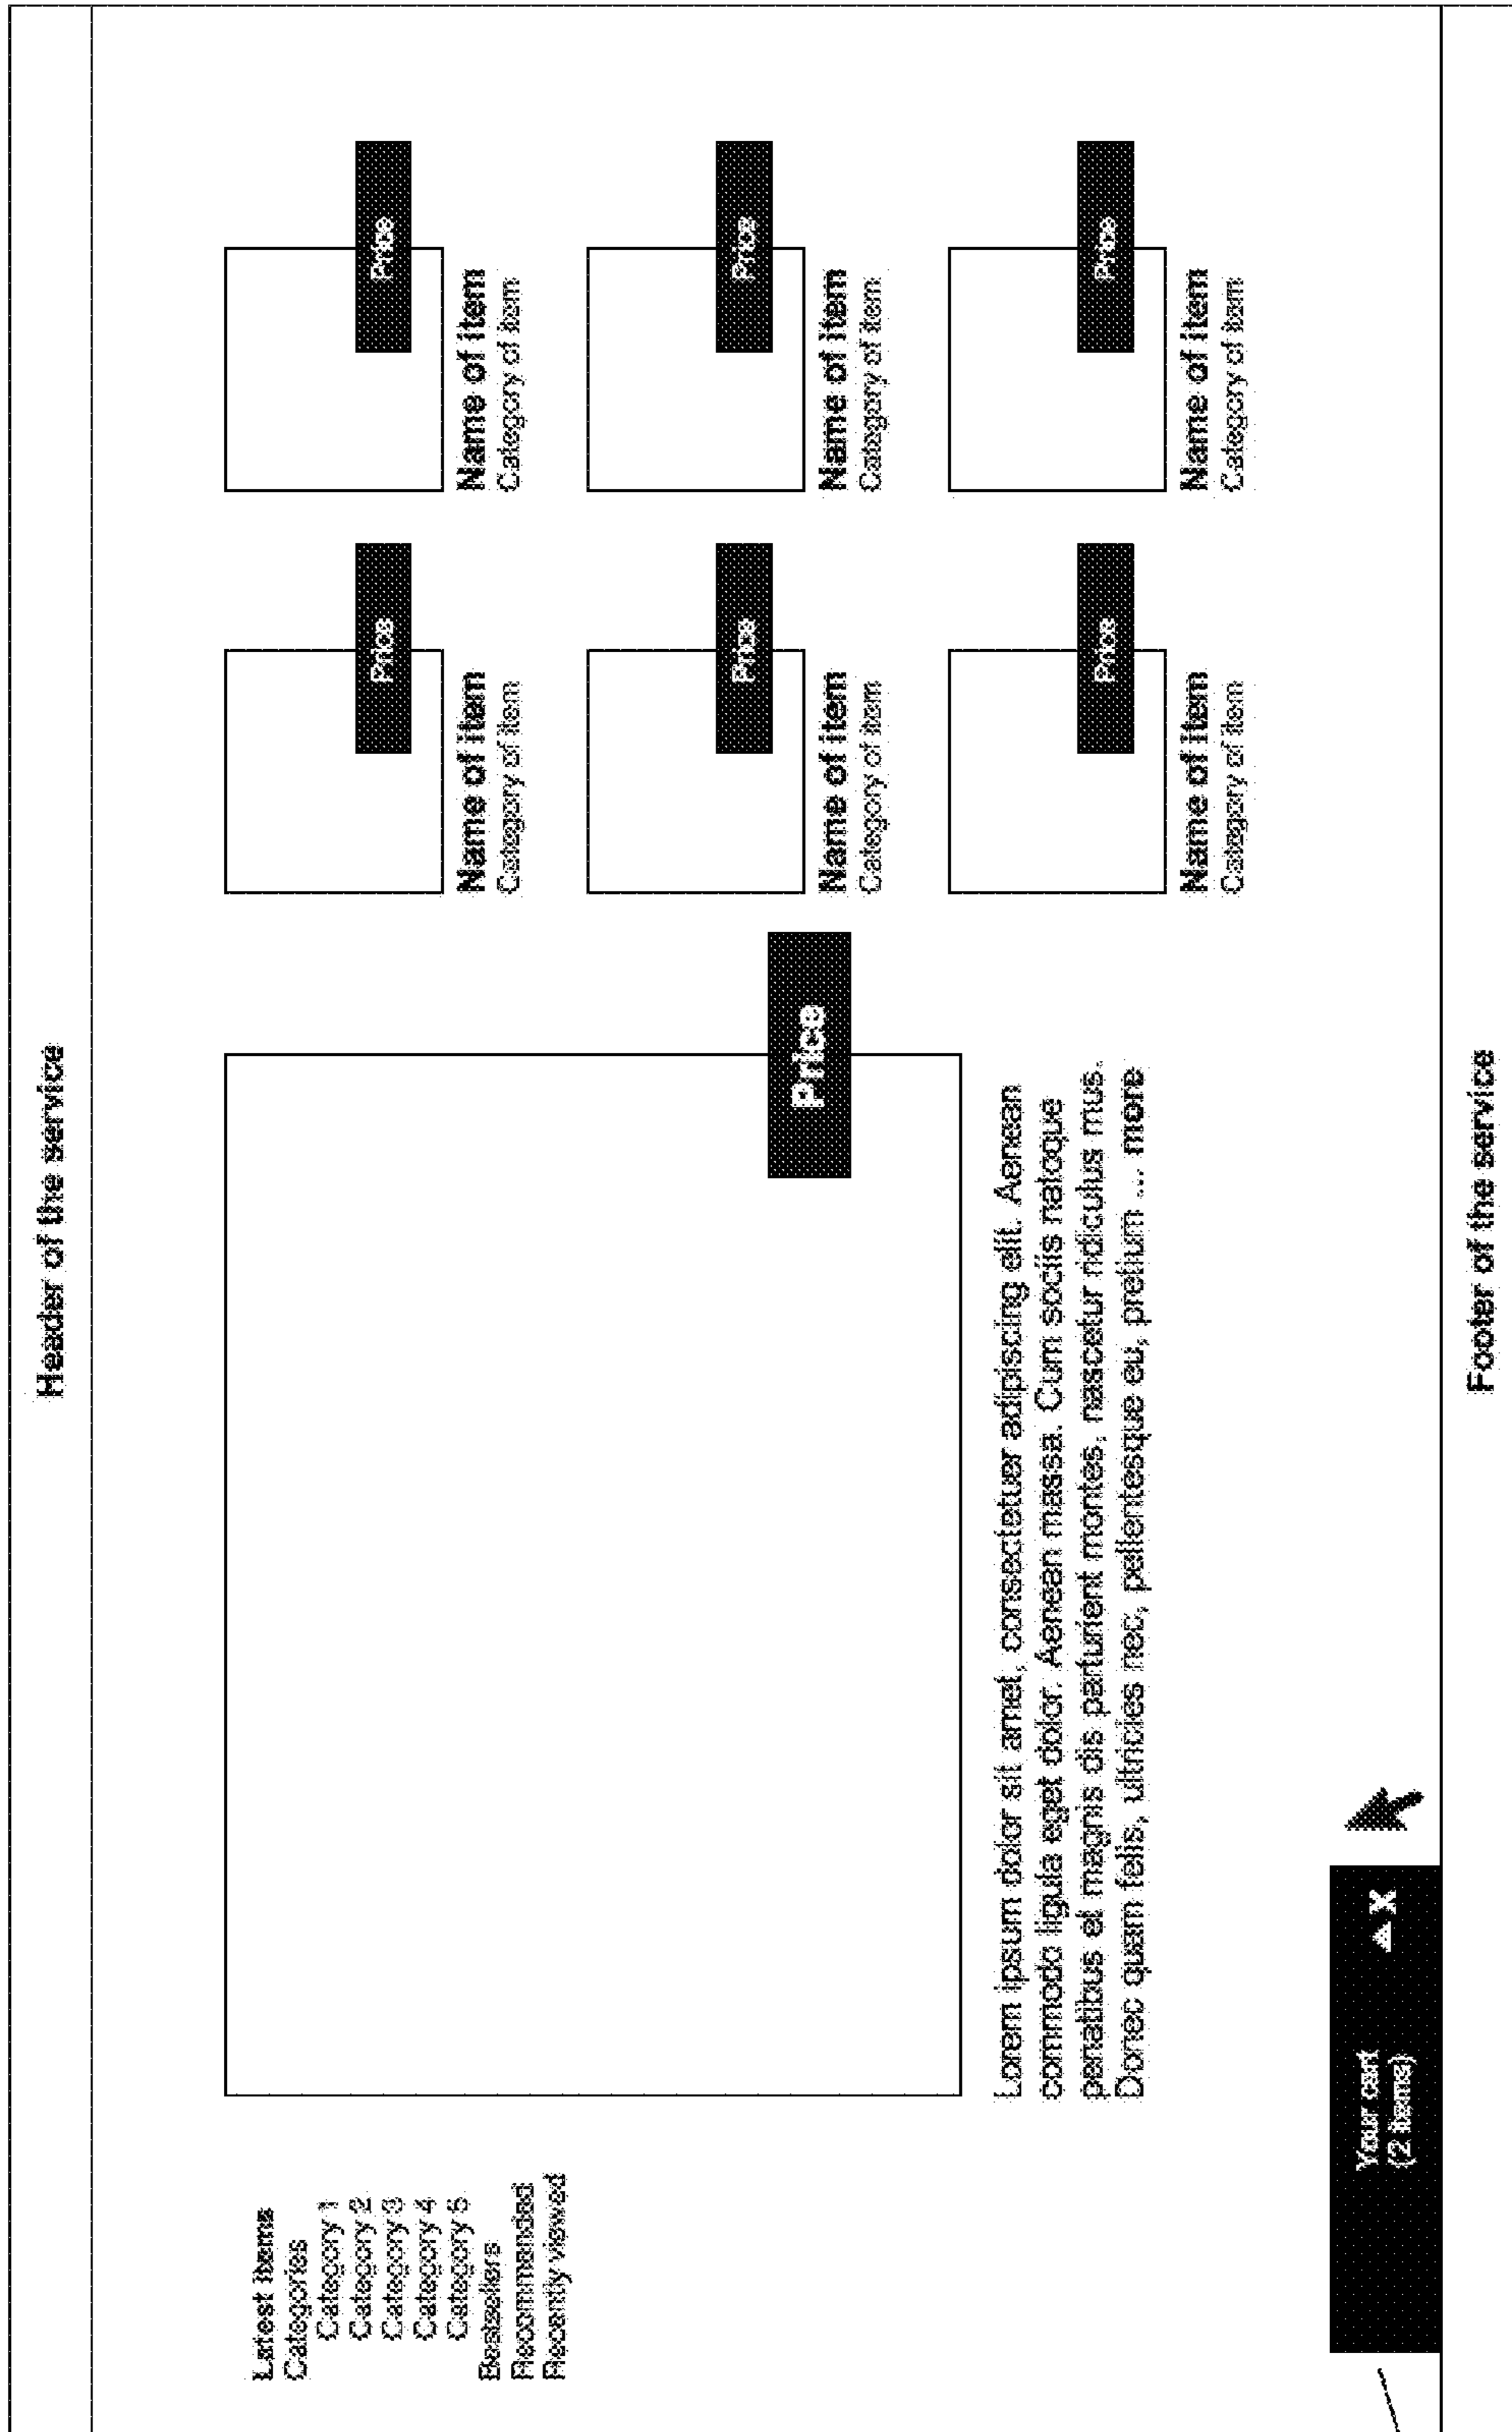 Header of the service
Latest items
Categories
Category 1
Category 2
Category 3
Category 4
Category 5
Bestsellers
Recommended
Recently viewed
Price
Lorem ipsum dolor sit amet, consectetuer adipiscing elit. Aenean
commodo ligula eget dolor. Aenean massa. Cum sociis natoque
penatibus et magnis dis parturient montes, nascetur ridiculus mus.
Donec quam felis, ultricies nec, pellentesque eu, pretium ... more
Price
Name of item
Category of item
Price
Name of item
Category of item
Price
Name of item
Category of item
Price
Name of item
Category of item
Price
Name of item
Category of item
Price
Name of item
Category of item
Your cart
(2 items)
X
Footer of the service